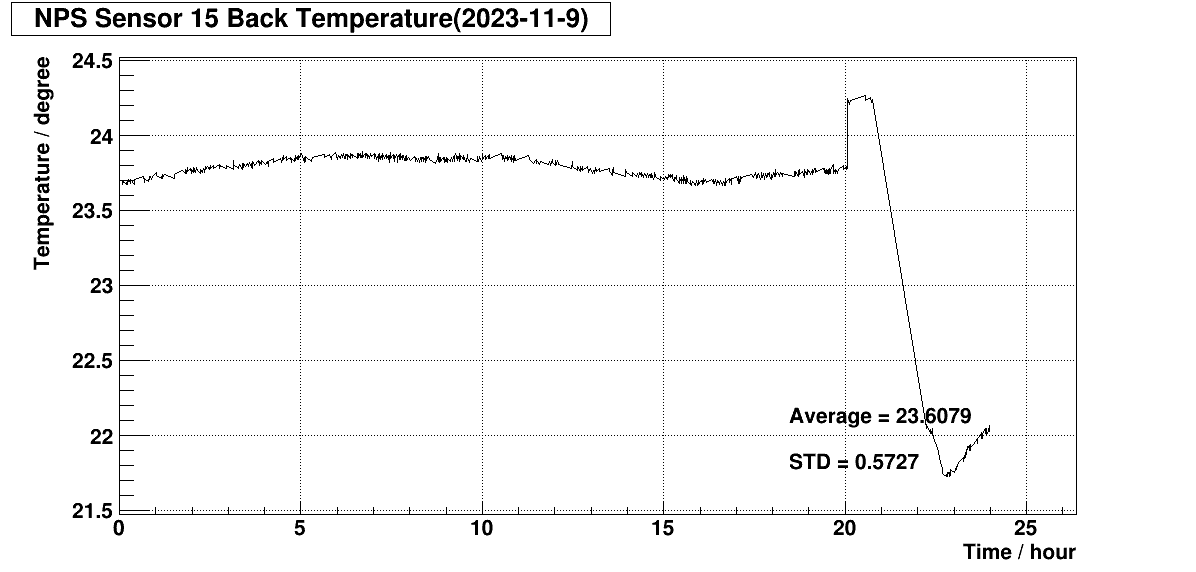 NPS Sensor 15 Back Temperature(2023-11-9)
Temperature / degree
24.5
24
23.5
23
22.5
22
21.5
Average = 23.6079
STD = 0.5727
0 5 10 15 20 25
Time / hour